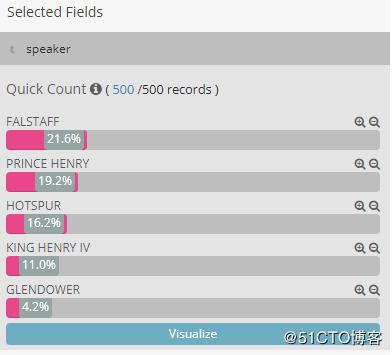 Selected Fields
t speaker
Quick Count ( 500 /500 records )
FALSTAFF
21.6%
PRINCE HENRY
19.2%
HOTSPUR
16.2%
KING HENRY IV
11.0%
GLENDOWER
4.2%
Visualize
@51CTO博客